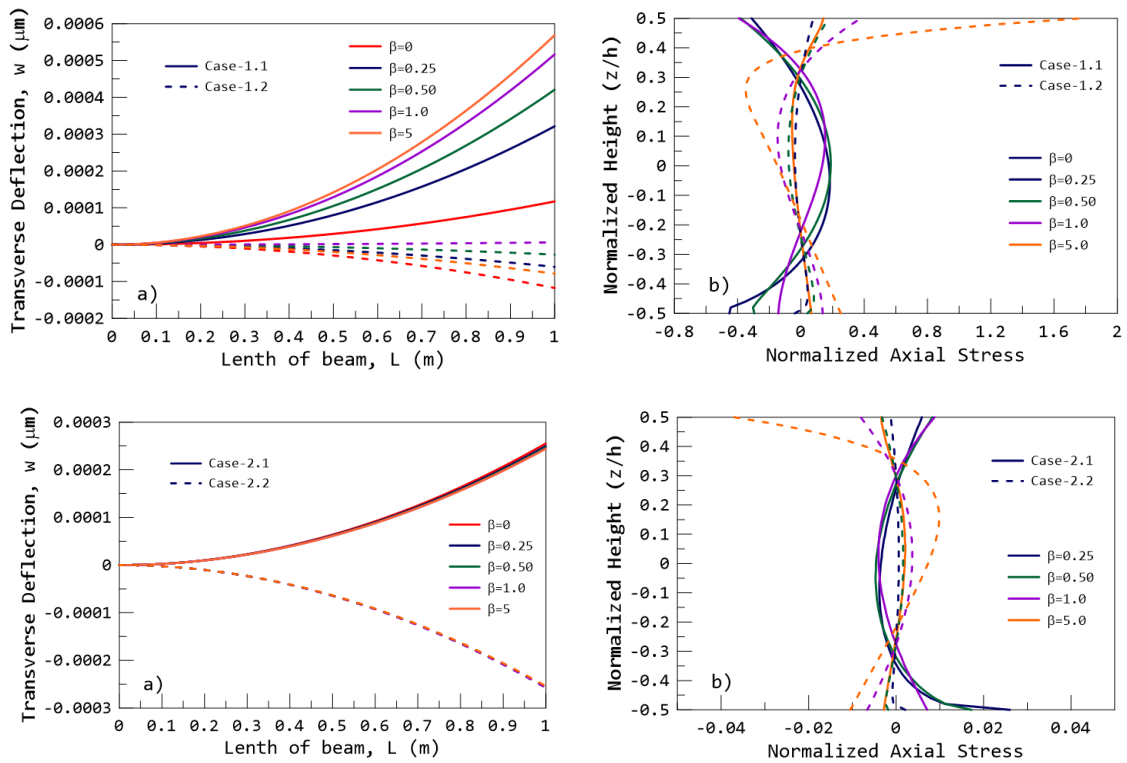 Transverse Deflection, w (μm)
0.0006
0.0005
0.0004
0.0003
0.0002
0.0001
0
-0.0001
-0.0002
Case-1.1
Case-1.2
β=0
β=0.25
β=0.50
β=1.0
β=5
a)
0 0.1 0.2 0.3 0.4 0.5 0.6 0.7 0.8 0.9 1
Lenth of beam, L (m)
Normalized Height (z/h)
0.5
0.4
0.3
0.2
0.1
0
-0.1
-0.2
-0.3
-0.4
-0.5
Case-1.1
Case-1.2
β=0
β=0.25
β=0.50
β=1.0
β=5.0
b)
-0.8 -0.4 0 0.4 0.8 1.2 1.6 2
Normalized Axial Stress
Transverse Deflection, w (μm)
0.0003
0.0002
0.0001
0
-0.0001
-0.0002
-0.0003
Case-2.1
Case-2.2
β=0
β=0.25
β=0.50
β=1.0
β=5
a)
0 0.1 0.2 0.3 0.4 0.5 0.6 0.7 0.8 0.9 1
Lenth of beam, L (m)
Normalized Height (z/h)
0.5
0.4
0.3
0.2
0.1
0
-0.1
-0.2
-0.3
-0.4
-0.5
Case-2.1
Case-2.2
β=0.25
β=0.50
β=1.0
β=5.0
b)
-0.04 -0.02 0 0.02 0.04
Normalized Axial Stress